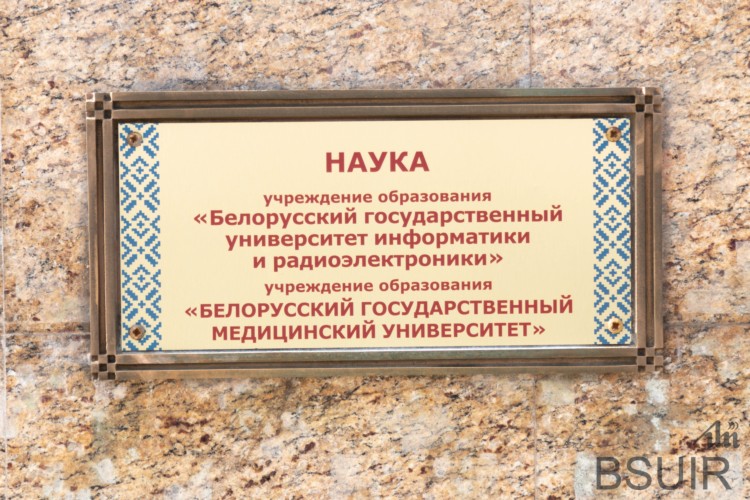 НАУКА
учреждение образования
«Белорусский государственный
университет информатики
и радиоэлектроники»
учреждение образования
«БЕЛОРУССКИЙ ГОСУДАРСТВЕННЫЙ
МЕДИЦИНСКИЙ УНИВЕРСИТЕТ»
BSUIR